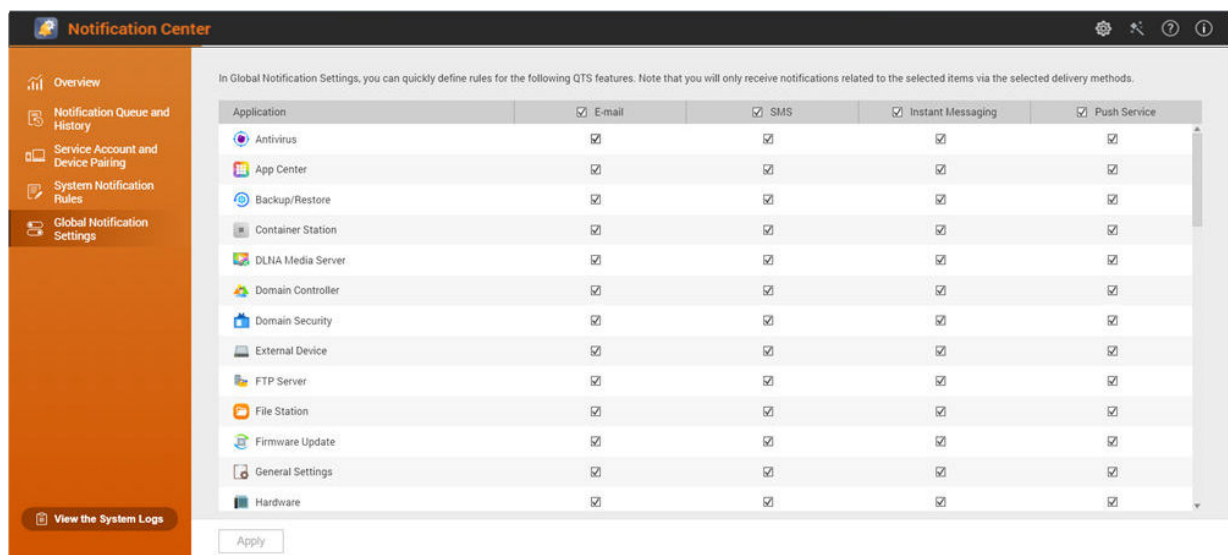 Notification Center
Overview
Notification Queue and
History
Service Account and
Device Pairing
System Notification
Rules
Global Notification
Settings
View the System Logs
In Global Notification Settings, you can quickly define rules for the following QTS features. Note that you will only receive notifications related to the selected items via the selected delivery methods.
Application E-mail SMS Instant Messaging Push Service
Antivirus
App Center
Backup/Restore
Container Station
DLNA Media Server
Domain Controller
Domain Security
External Device
FTP Server
File Station
Firmware Update
General Settings
Hardware
Apply